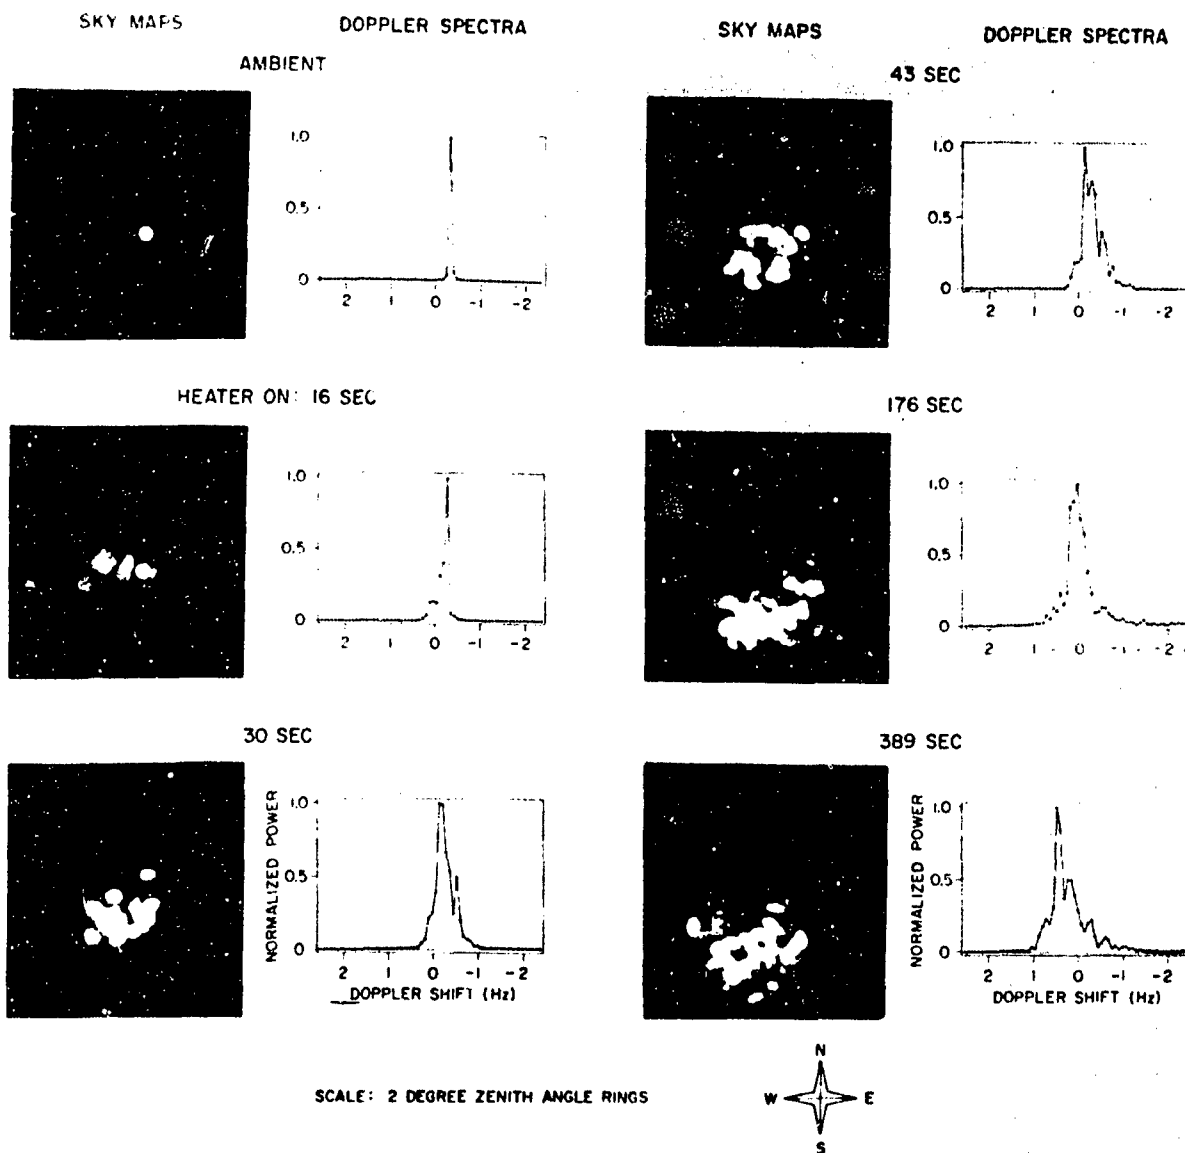 SKY MAPS DOPPLER SPECTRA
AMBIENT
1.0
0.5
0
2 1 0 -1 -2
HEATER ON: 16 SEC
1.0
0.5
0
2 1 0 -1 -2
30 SEC
NORMALIZED POWER
1.0
0.5
0
2 1 0 -1 -2
DOPPLER SHIFT (Hz)
SKY MAPS DOPPLER SPECTRA
43 SEC
1.0
0.5
0
2 1 0 -1 -2
176 SEC
1.0
0.5
0
2 1 0 -1 -2
389 SEC
NORMALIZED POWER
1.0
0.5
0
2 1 0 -1 -2
DOPPLER SHIFT (Hz)
SCALE: 2 DEGREE ZENITH ANGLE RINGS
N
W E
S